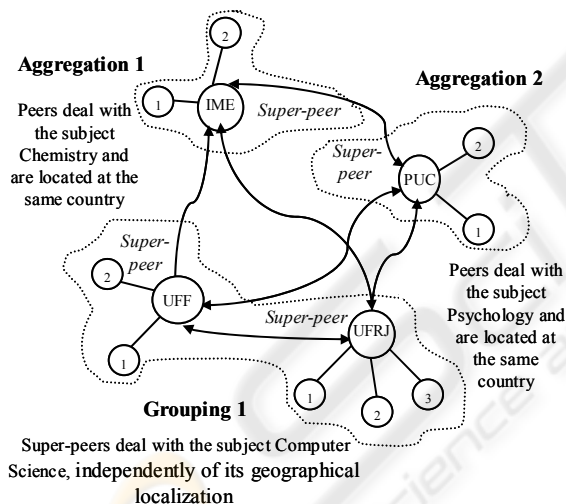 2
Aggregation 1
1
IME
Super-peer
Peers deal with
the subject
Chemistry and
are located at the
same country
Aggregation 2
Super-
peer
2
PUC
1
Peers deal with
the subject
Psychology and
are located at
the same
country
Super-
peer
2
UFF
1
Super-peer
UFRJ
1
2
3
Grouping 1
Super-peers deal with the subject Computer
Science, independently of its geographical
localization